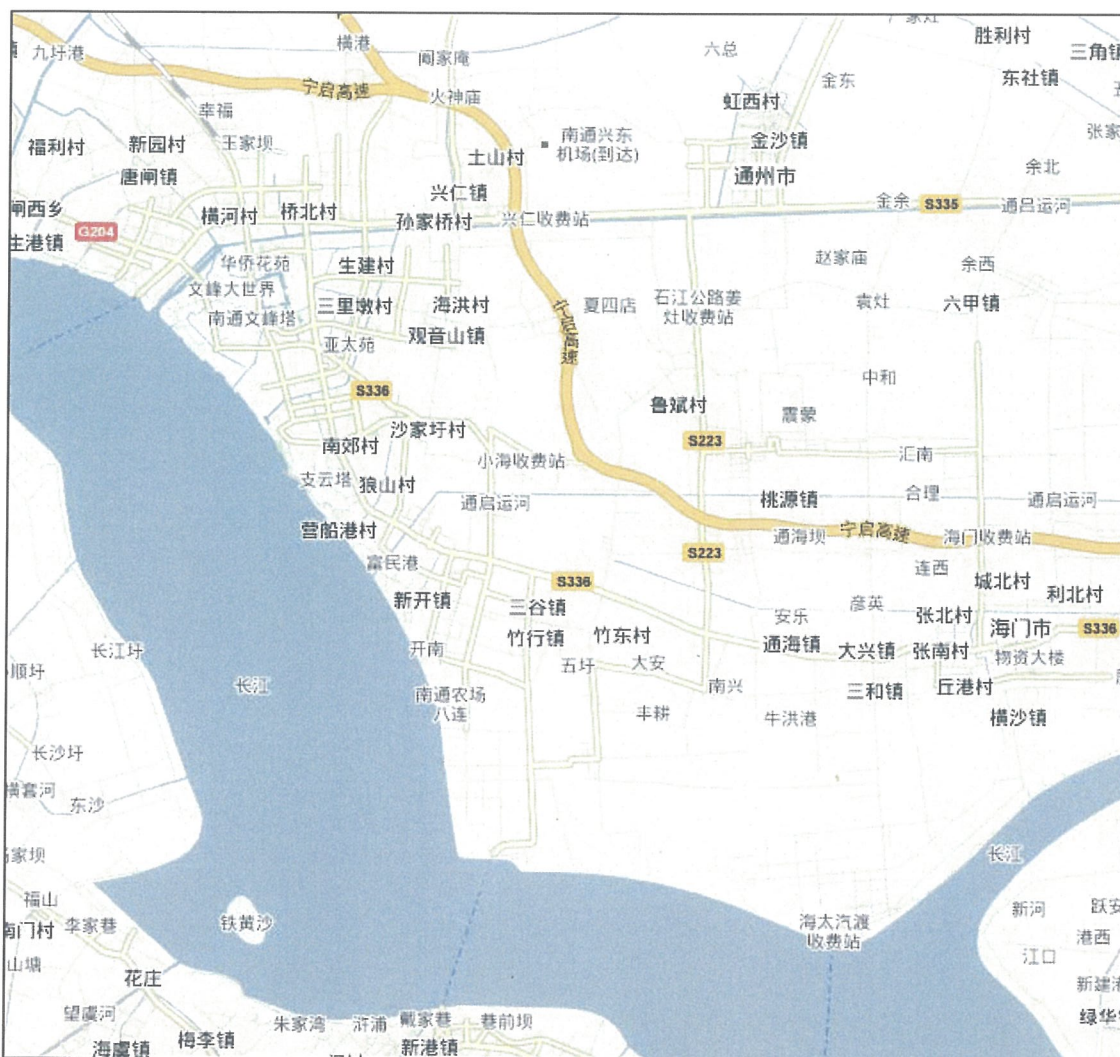 横港
六总
胜利村
三角镇
九圩港
闾家庵
宁启高速
火神庙
金东
东社镇
虹西村
幸福
福利村
新园村
王家坝
南通兴东
机场(到达)
金沙镇
张家
土山村
唐闸镇
通州市
余北
兴仁镇
闸西乡
横河村
桥北村
孙家桥村
兴仁收费站
金余
S335
通吕运河
G204
生港镇
华侨花苑
生建村
赵家庙
余西
文峰大世界
三里墩村
海洪村
夏四店
石江公路姜
灶收费站
袁灶
六甲镇
南通文峰塔
亚太苑
观音山镇
高速
中和
S336
鲁斌村
震蒙
沙家圩村
南郊村
S223
汇南
小海收费站
支云塔
狼山村
通启运河
桃源镇
合理
通启运河
营船港村
通海坝
宁启高速
海门收费站
富民港
S223
连西
S336
城北村
利北村
新开镇
三谷镇
彦英
张北村
安乐
竹行镇
竹东村
通海镇
海门市
S336
长江圩
开南
五圩
大安
大兴镇
张南村
物资大楼
顺圩
长江
南通农场
八连
南兴
三和镇
丘港村
丰耕
牛洪港
横沙镇
长沙圩
横套河
东沙
家坝
长江
福山
李家巷
铁黄沙
海太汽渡
收费站
新河
跃安
南门村
港西
山塘
花庄
江口
新建港
望虞河
朱家湾
浒浦
戴家巷
巷前坝
绿华
海虞镇
梅李镇
新港镇